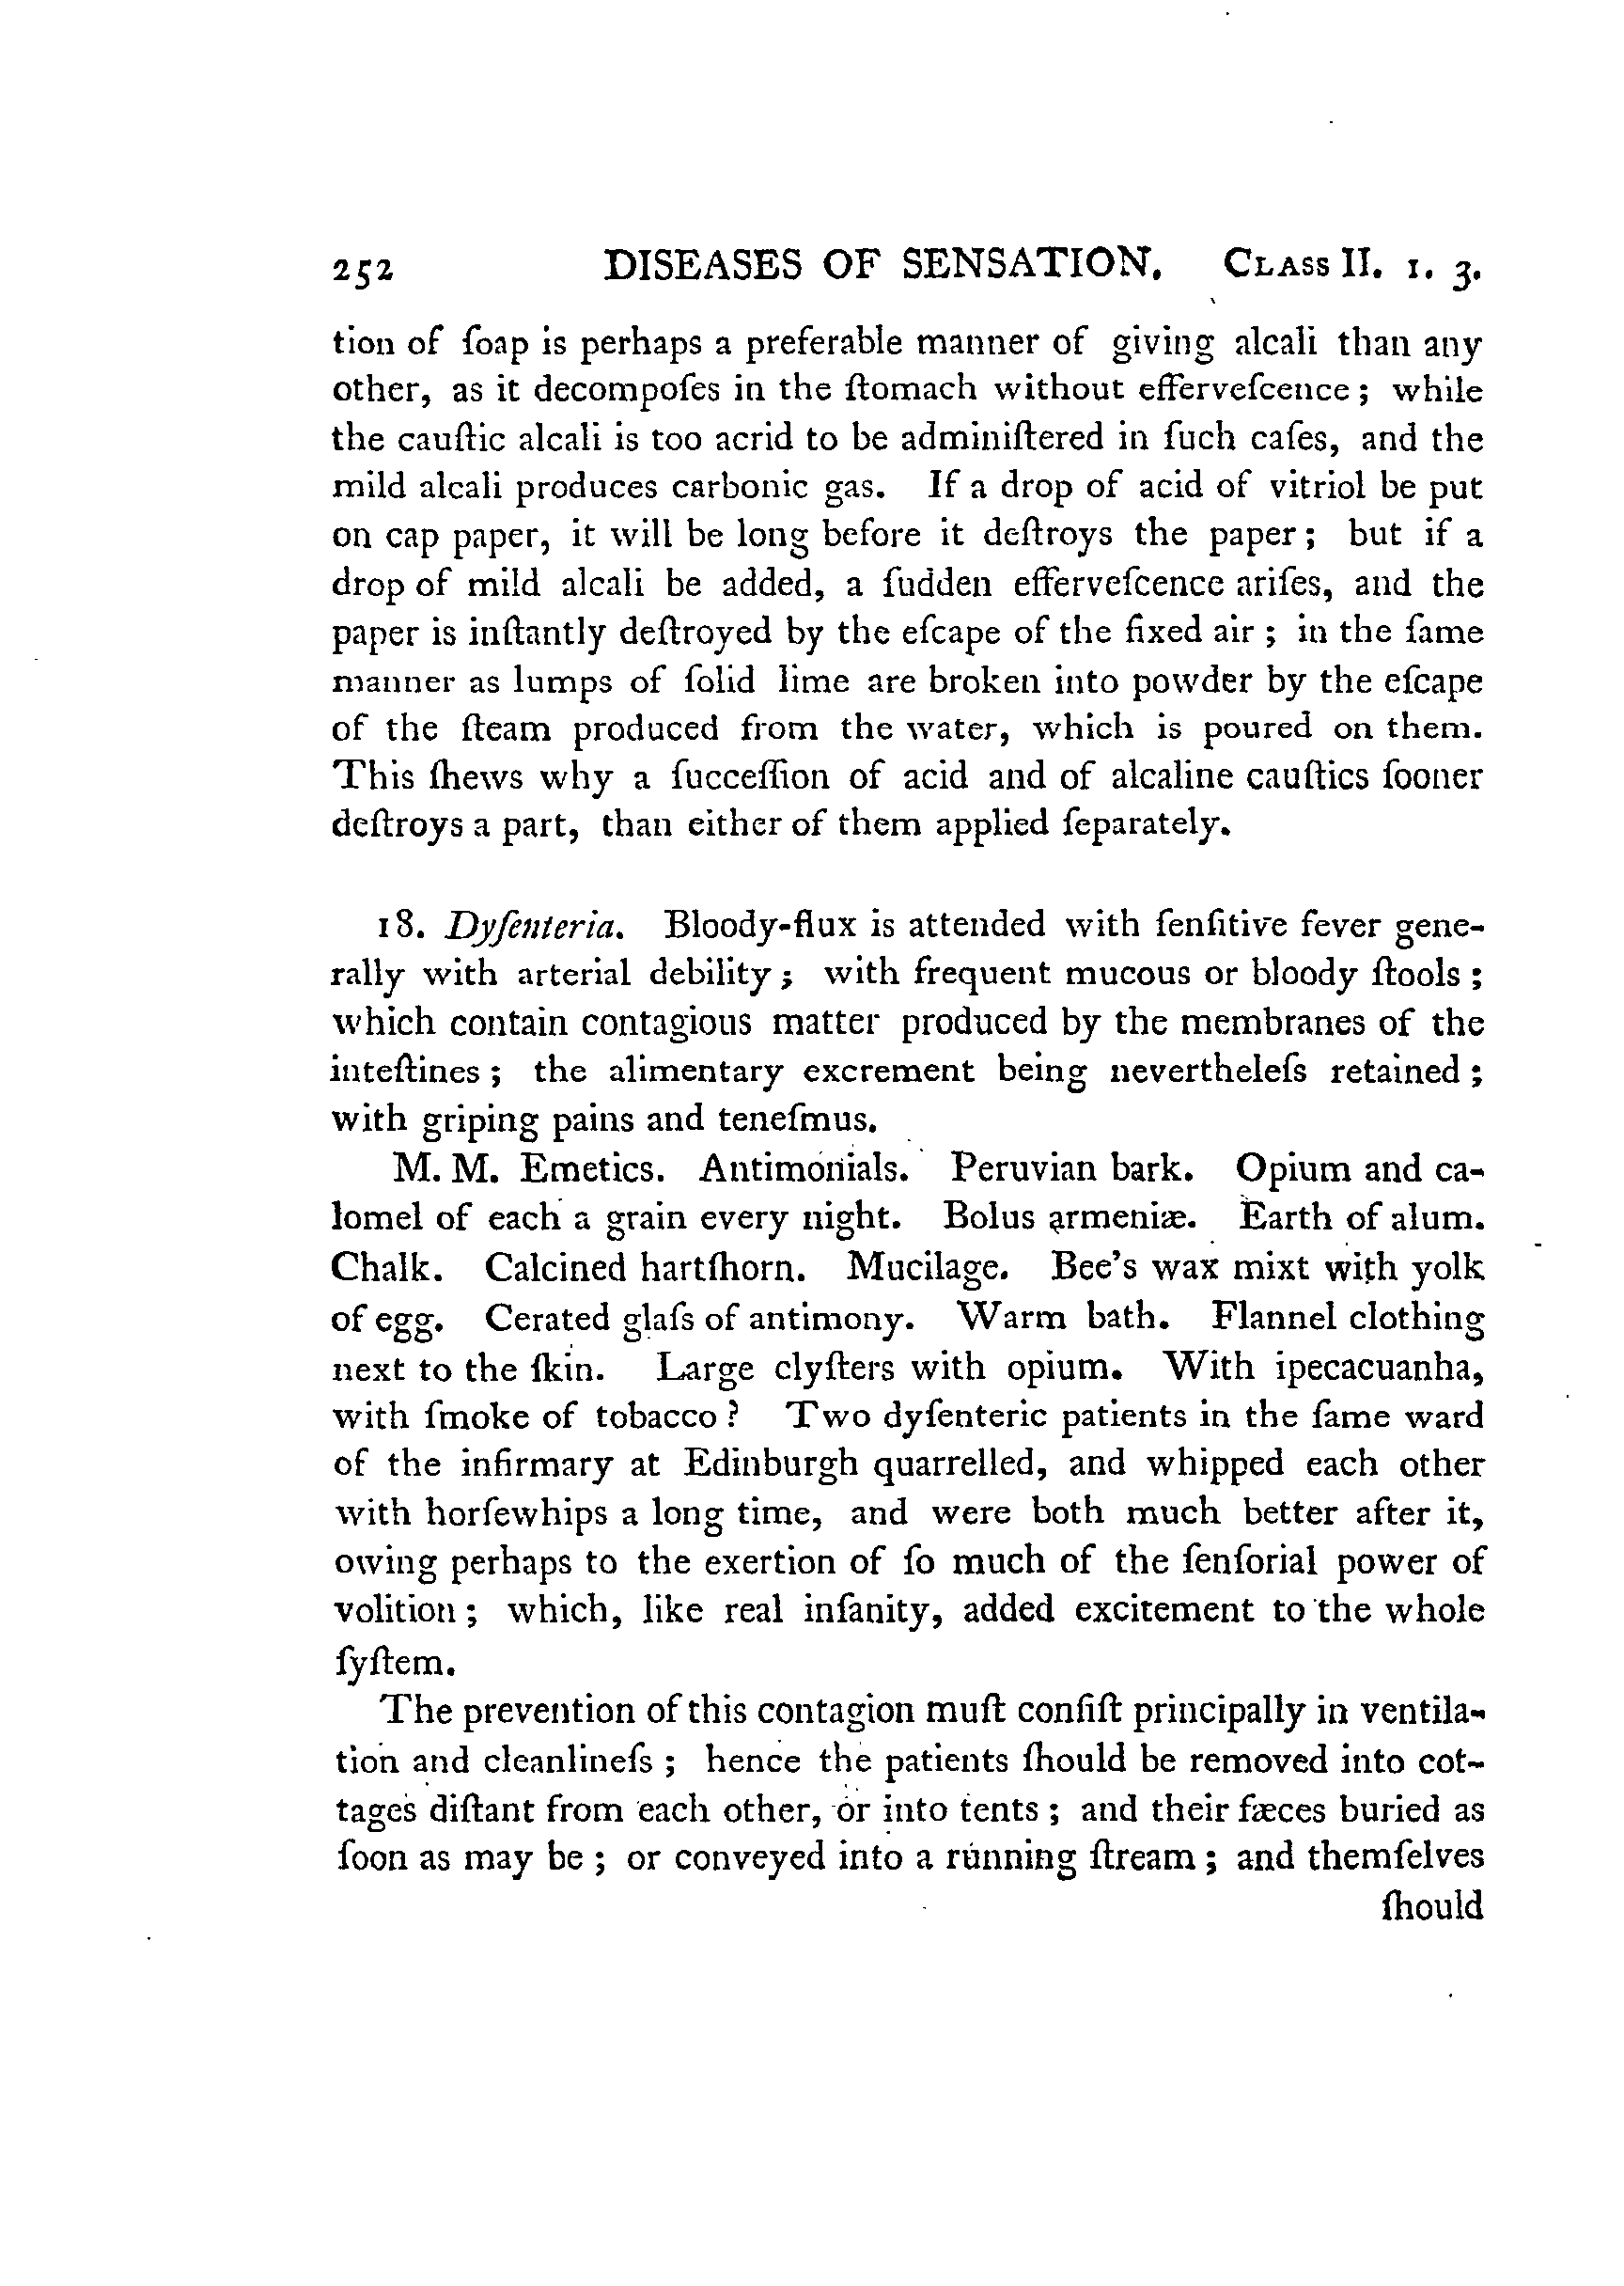 252 DISEASES OF SENSATION. CLASS II. 1. 3.
tion of ſoap is perhaps a preferable manner of giving alcali than any
other, as it decompoſes in the ſtomach without efferveſcence; while
the cauſtic alcali is too acrid to be adminiſtered in ſuch caſes, and the
mild alcali produces carbonic gas. If a drop of acid of vitriol be put
on cap paper, it will be long before it deſtroys the paper; but if a
drop of mild alcali be added, a ſudden efferveſcence ariſes, and the
paper is inſtantly deſtroyed by the eſcape of the fixed air; in the ſame
manner as lumps of ſolid lime are broken into powder by the eſcape
of the ſteam produced from the water, which is poured on them.
This ſhews why a ſucceſſion of acid and of alcaline cauſtics ſooner
deſtroys a part, than either of them applied ſeparately.
18. Dyſenteria. Bloody-flux is attended with ſenſitive fever gene-
rally with arterial debility; with frequent mucous or bloody ſtools;
which contain contagious matter produced by the membranes of the
inteſtines; the alimentary excrement being nevertheleſs retained;
with griping pains and teneſmus.
M. M. Emetics. Antimonials. Peruvian bark. Opium and ca-
lomel of each a grain every night. Bolus armeniæ. Earth of alum.
Chalk. Calcined hartſhorn. Mucilage. Bee's wax mixt with yolk
of egg. Cerated glaſs of antimony. Warm bath. Flannel clothing
next to the ſkin. Large clyſters with opium. With ipecacuanha,
with ſmoke of tobacco? Two dyſenteric patients in the ſame ward
of the infirmary at Edinburgh quarrelled, and whipped each other
with horſewhips a long time, and were both much better after it,
owing perhaps to the exertion of ſo much of the ſenſorial power of
volition; which, like real inſanity, added excitement to the whole
ſyſtem.
The prevention of this contagion muſt conſiſt principally in ventila-
tion and cleanlineſs; hence the patients ſhould be removed into cot-
tages diſtant from each other, or into tents; and their fæces buried as
ſoon as may be; or conveyed into a running ſtream; and themſelves
ſhould